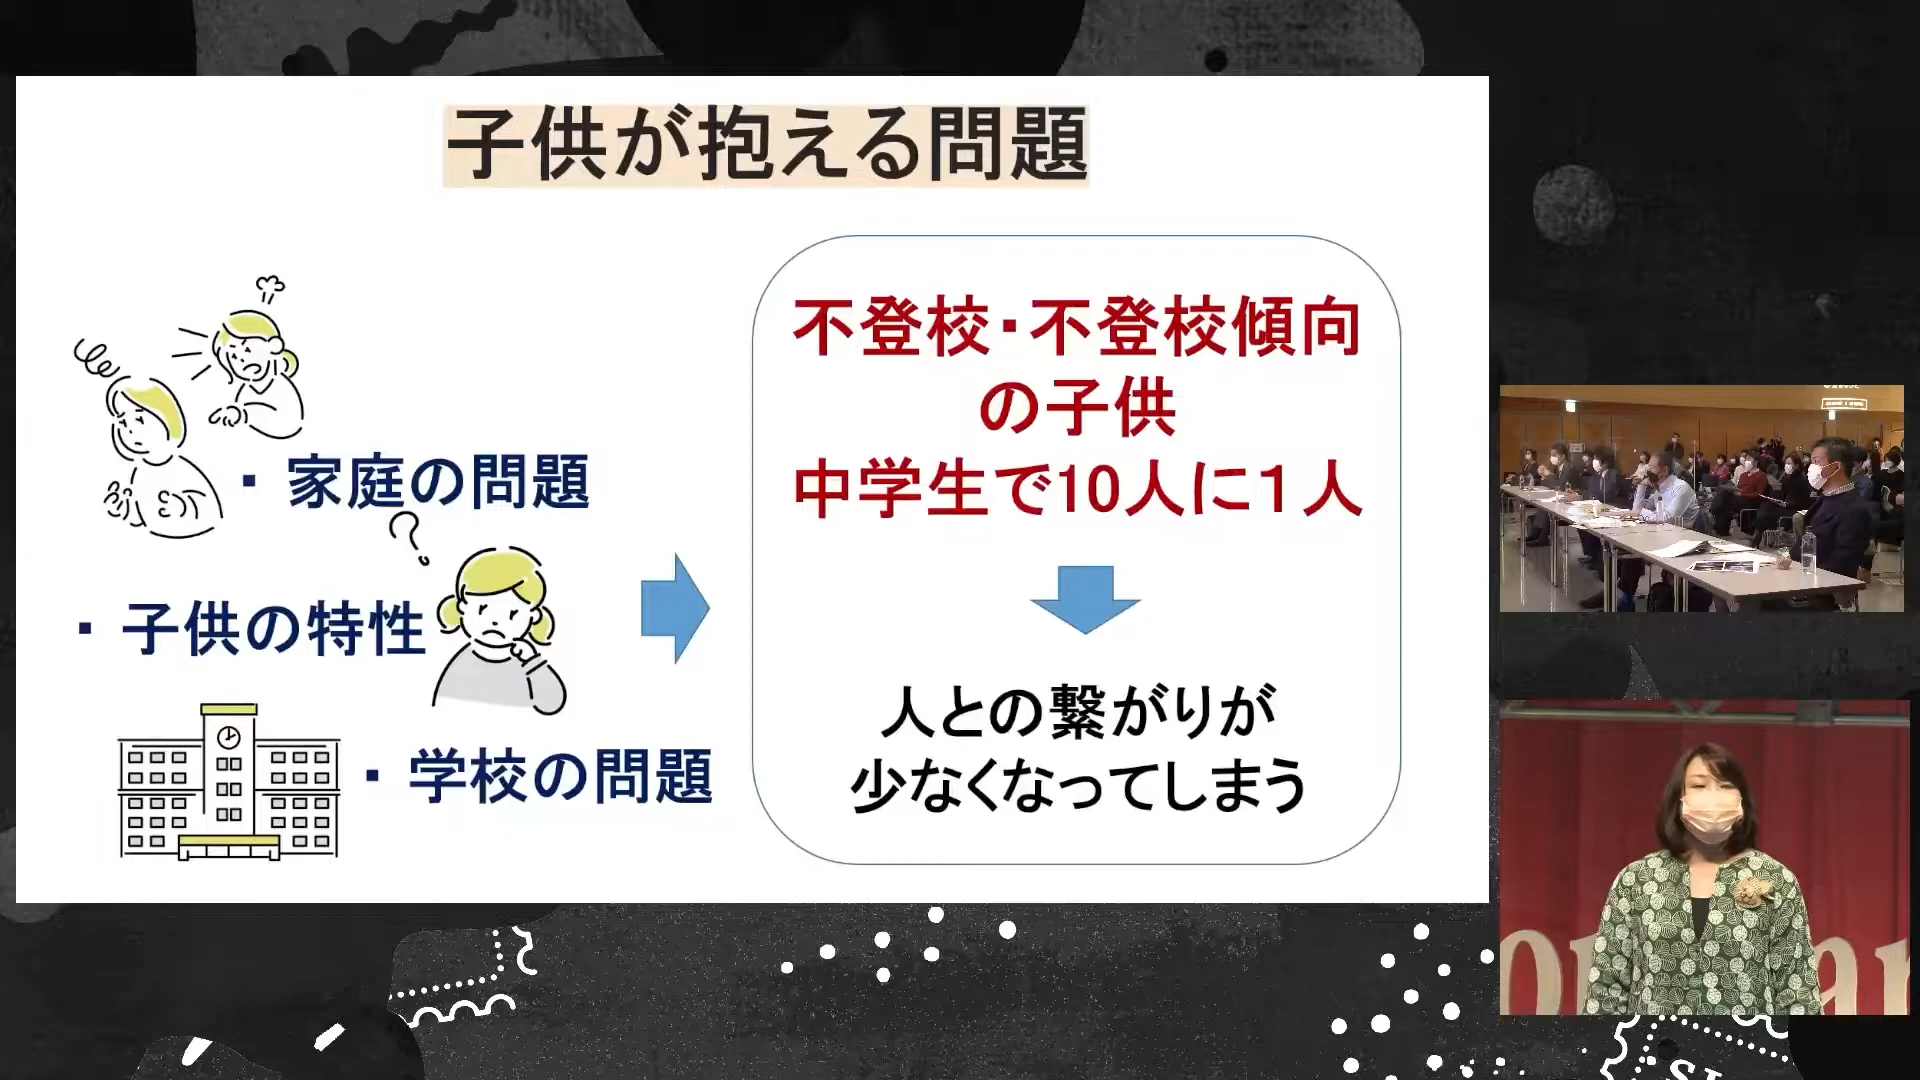 子供が抱える問題
・家庭の問題
・子供の特性
・学校の問題
不登校・不登校傾向
の子供
中学生で10人に１人
人との繋がりが
少なくなってしまう